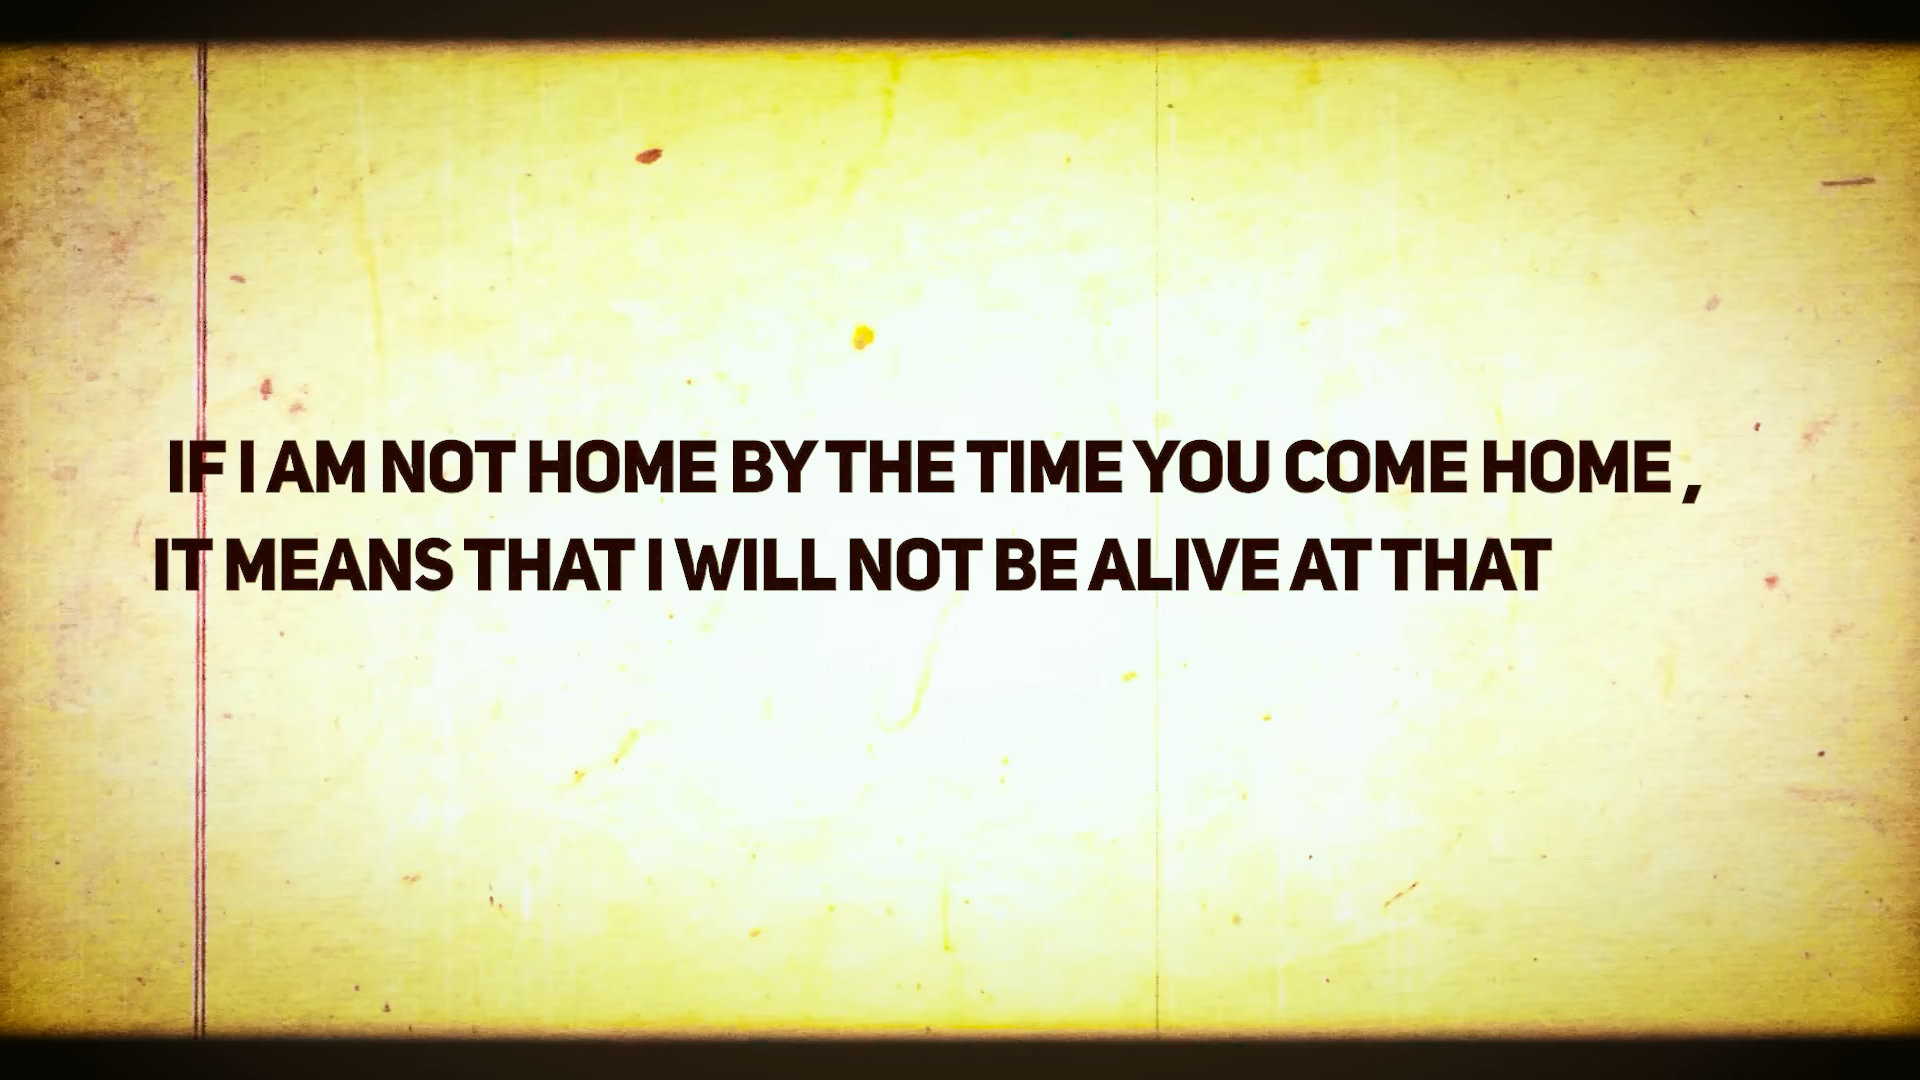 IF I AM NOT HOME BY THE TIME YOU COME HOME ,
IT MEANS THAT I WILL NOT BE ALIVE AT THAT